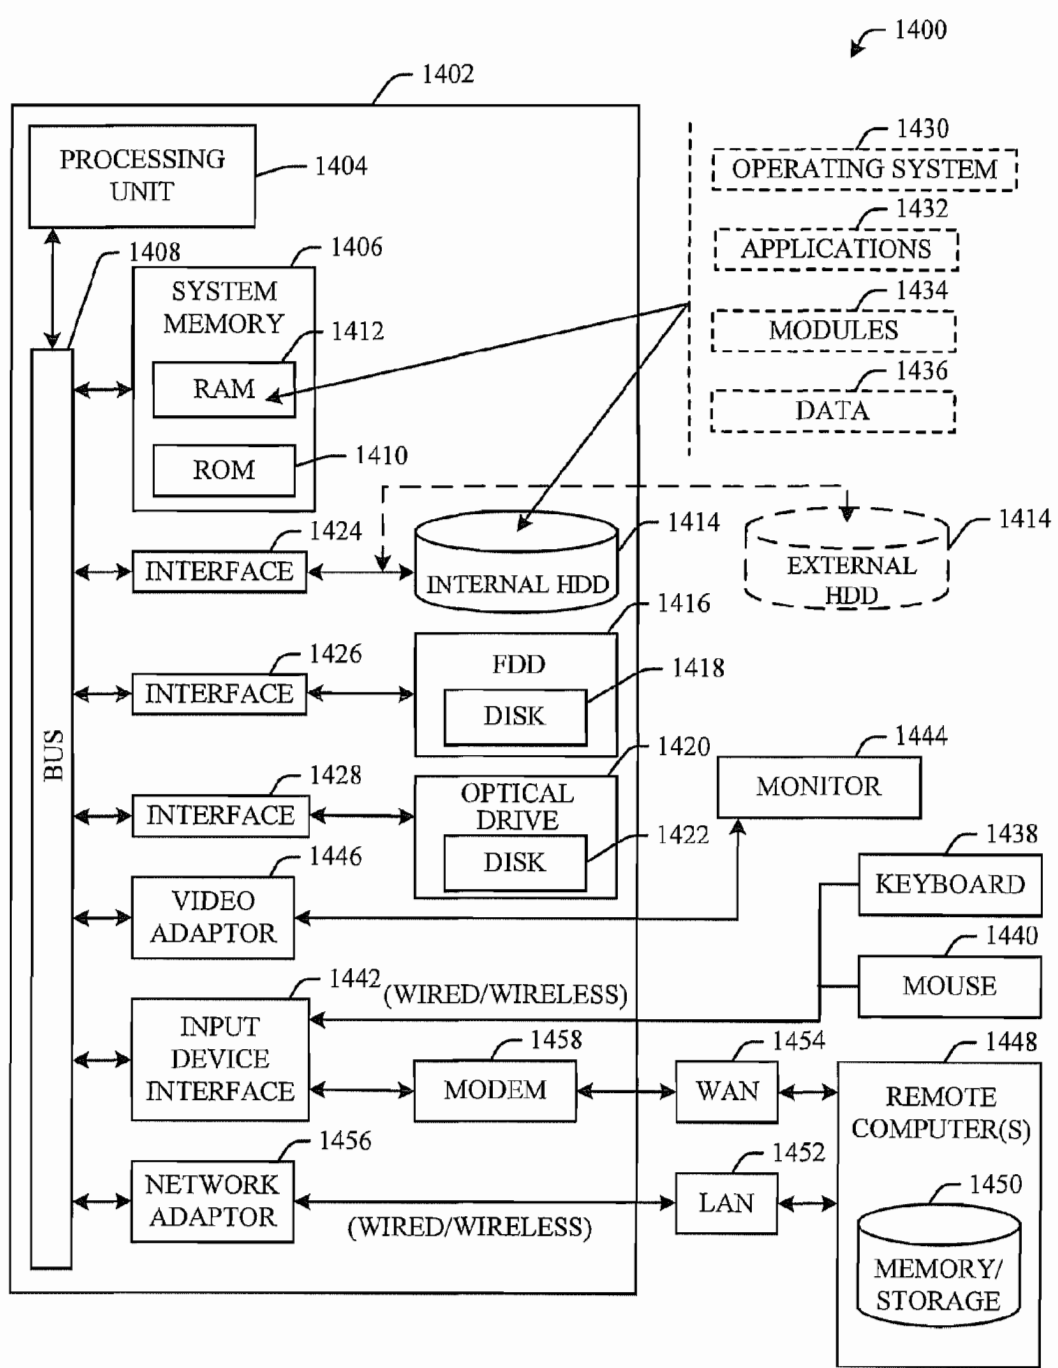 1400
1402
PROCESSING
UNIT
1404
1408
1406
SYSTEM
MEMORY
1412
RAM
ROM
1410
1430
OPERATING SYSTEM
1432
APPLICATIONS
1434
MODULES
1436
DATA
1424
INTERFACE
1414
INTERNAL HDD
1414
EXTERNAL
HDD
1416
1426
INTERFACE
FDD
1418
DISK
BUS
1420
1444
MONITOR
1428
INTERFACE
OPTICAL
DRIVE
1422
DISK
1446
VIDEO
ADAPTOR
1438
KEYBOARD
1440
MOUSE
1442
(WIRED/WIRELESS)
INPUT
DEVICE
INTERFACE
1458
MODEM
1454
WAN
1448
REMOTE
COMPUTER(S)
1456
NETWORK
ADAPTOR
(WIRED/WIRELESS)
1452
LAN
1450
MEMORY/
STORAGE